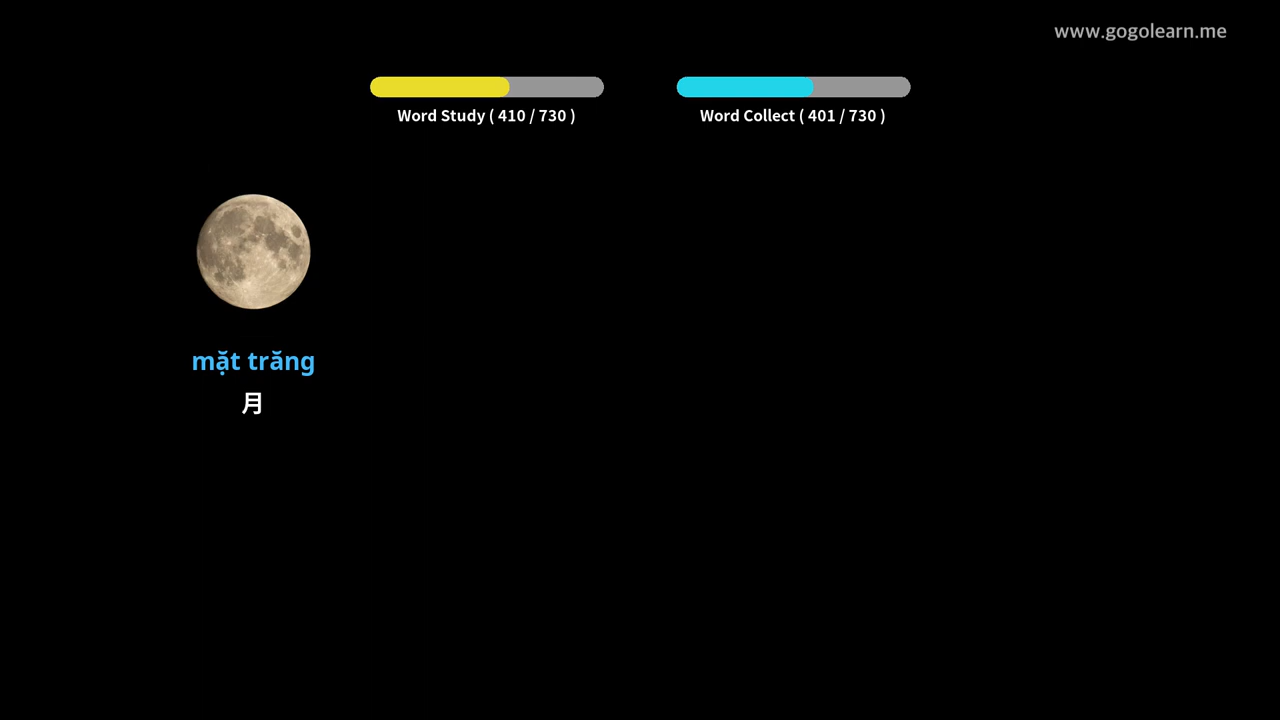 www.gogolearn.me
Word Study ( 410 / 730 )
Word Collect ( 401 / 730 )
mặt trăng
月